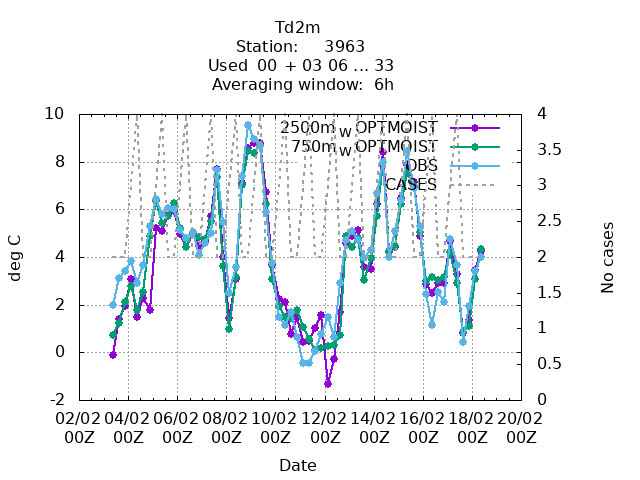 Td2m
Station: 3963
Used 00 + 03 06 ... 33
Averaging window: 6h
2500m W OPTMOIST
750m W OPTMOIST
OBS
CASES
10
8
6
4
2
0
-2
deg C
4
3.5
3
2.5
2
1.5
1
0.5
0
No cases
02/02 04/02 06/02 08/02 10/02 12/02 14/02 16/02 18/02 20/02
00Z 00Z 00Z 00Z 00Z 00Z 00Z 00Z 00Z 00Z
Date